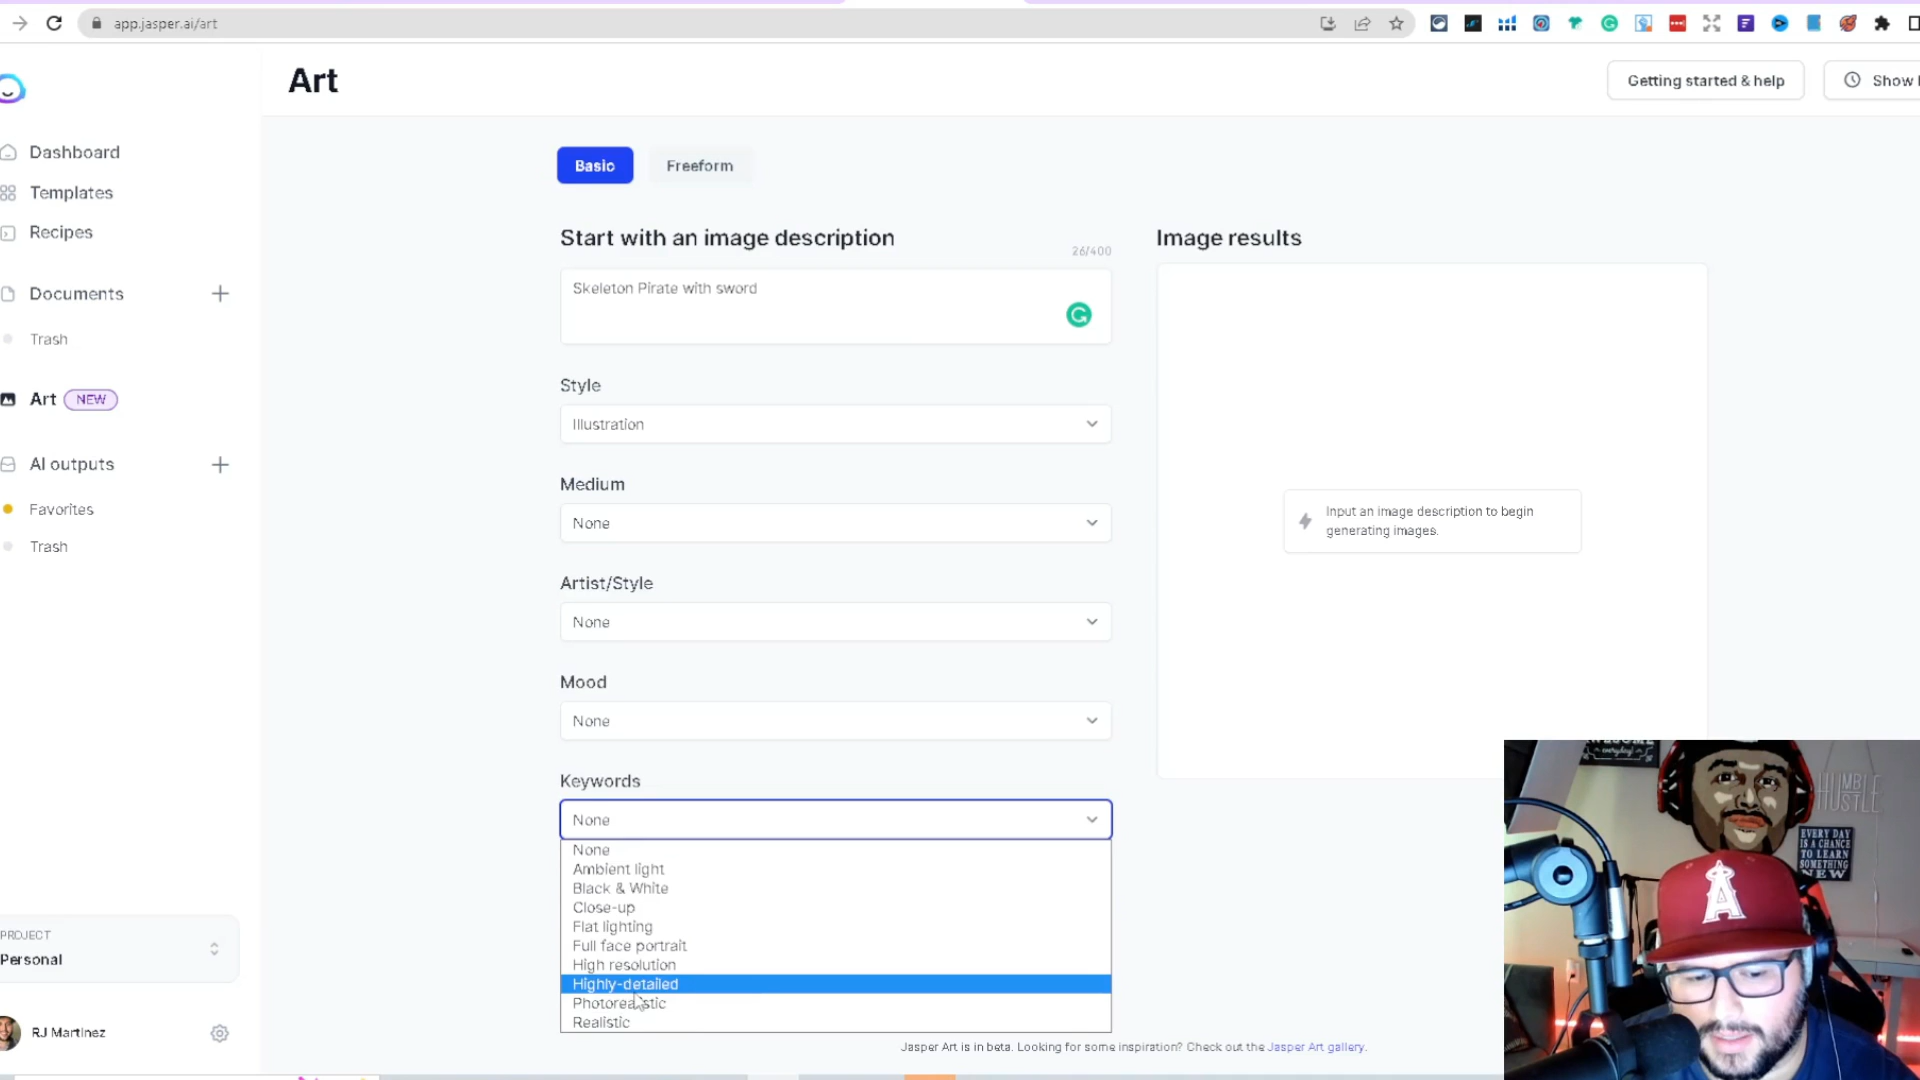 app.jasper.ai/art
Art
Getting started & help
Show
Dashboard
Templates
Recipes
Documents
Trash
Art NEW
AI outputs
Favorites
Trash
PROJECT
Personal
RJ Martinez
Basic
Freeform
Start with an image description
26/400
Skeleton Pirate with sword
Style
Illustration
Medium
None
Artist/Style
None
Mood
None
Keywords
None
None
Ambient light
Black & White
Close-up
Flat lighting
Full face portrait
High resolution
Highly-detailed
Photorealistic
Realistic
Image results
Input an image description to begin
generating images.
Jasper Art is in beta. Looking for some inspiration? Check out the Jasper Art gallery.
AWESOME
everyday!
HUMBLE
HUSTLE
EVERY DAY
IS A CHANCE
TO LEARN
SOMETHING
NEW
A